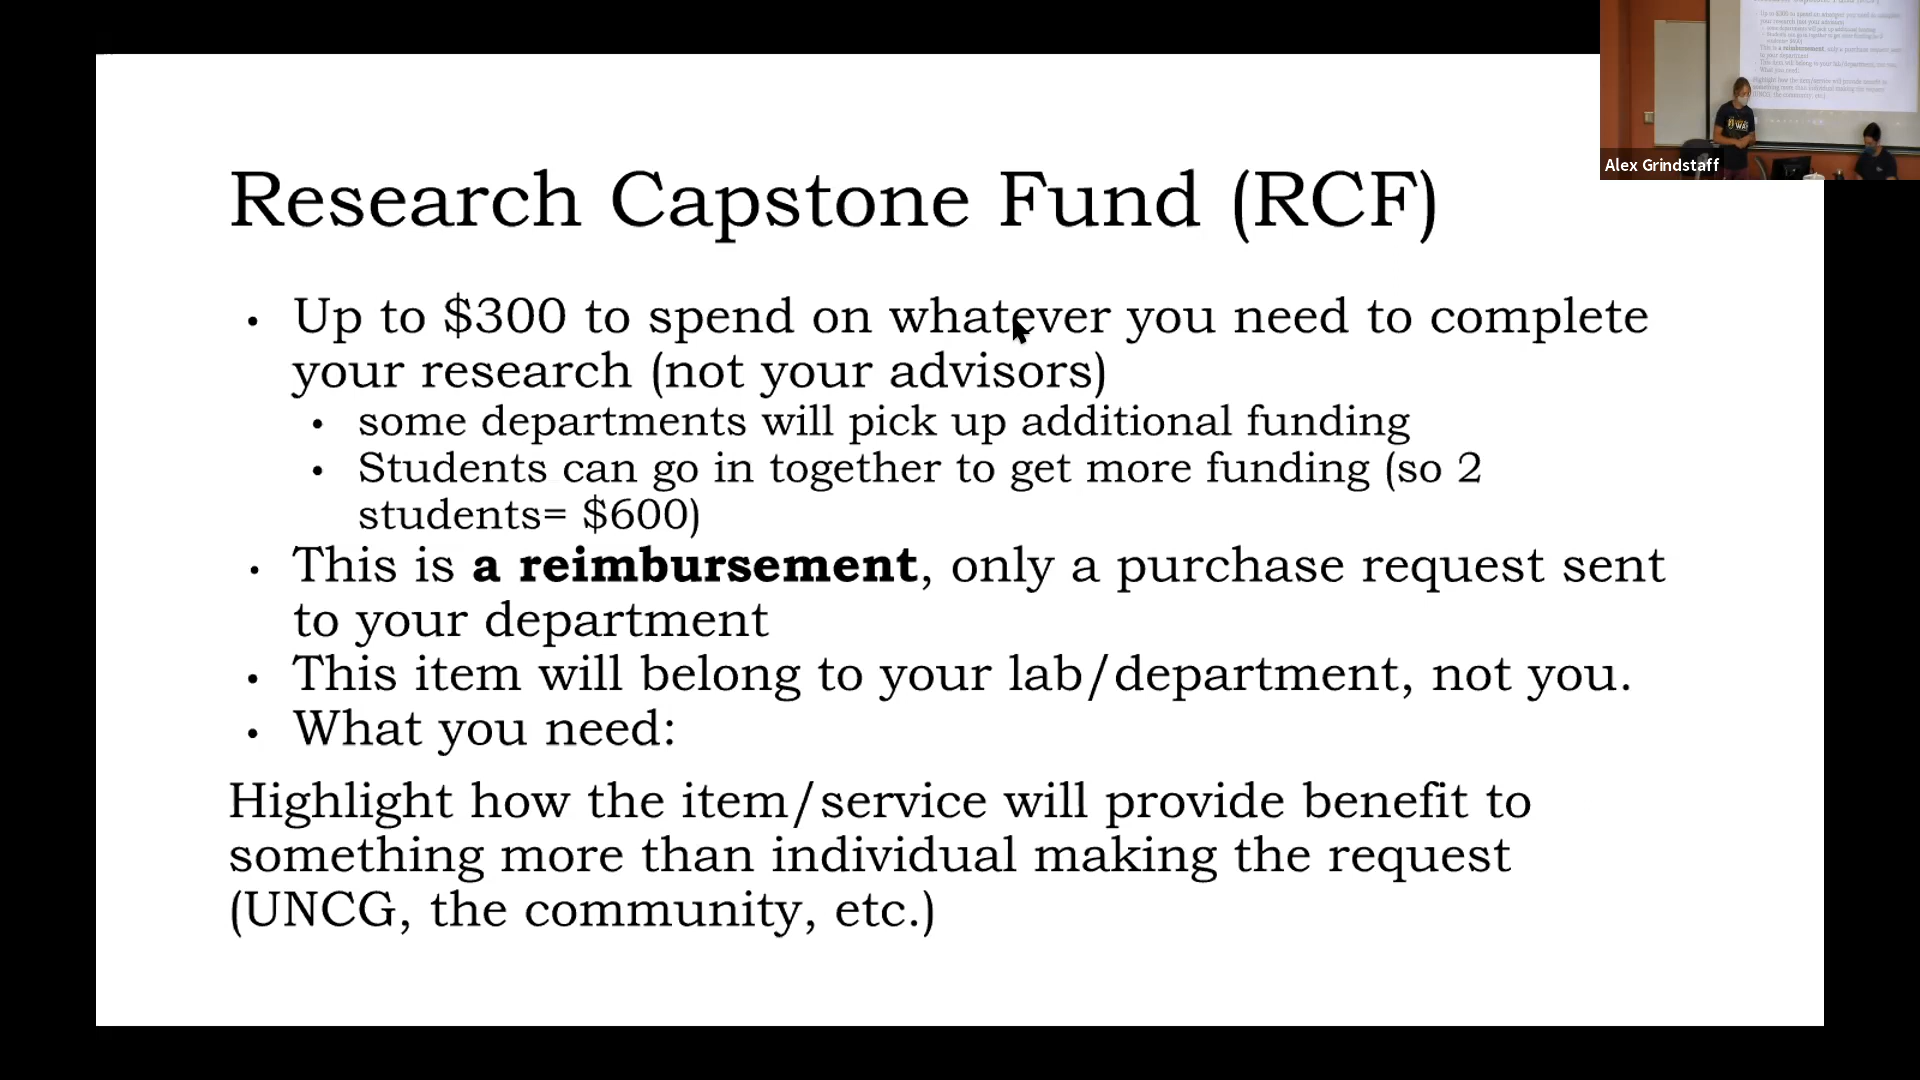 Research Capstone Fund (RCF)
• Up to $300 to spend on whatever you need to complete
your research (not your advisors)
• some departments will pick up additional funding
• Students can go in together to get more funding (so 2
students= $600)
• This is a reimbursement, only a purchase request sent
to your department
• This item will belong to your lab/department, not you.
• What you need:
Highlight how the item/service will provide benefit to
something more than individual making the request
(UNCG, the community, etc.)
Alex Grindstaff